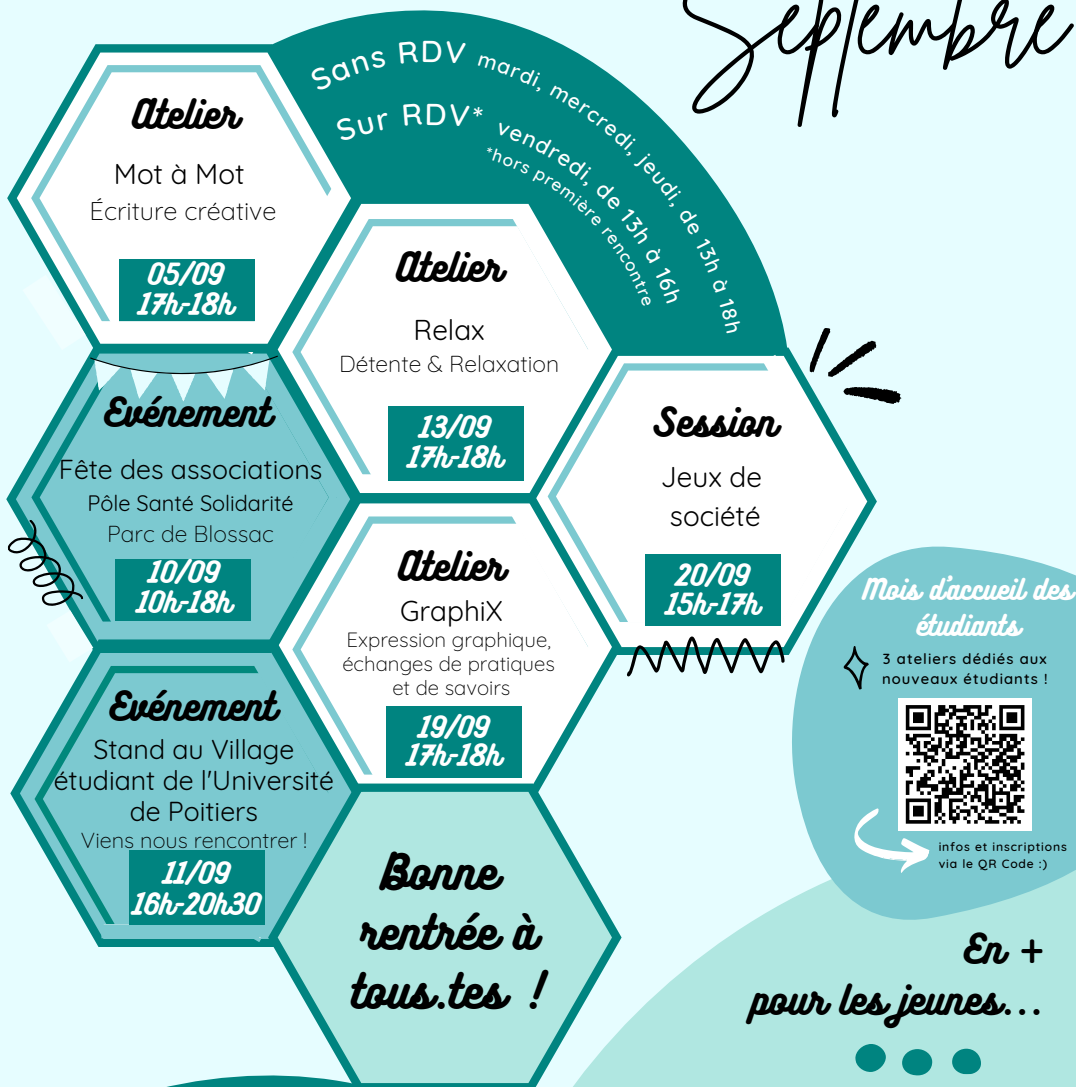 Septembre
Sans RDV mardi, mercredi, jeudi, de 13h à 18h
Sur RDV* vendredi, de 13h à 16h
*hors première rencontre
Atelier
Mot à Mot
Écriture créative
05/09
17h-18h
Atelier
Relax
Détente & Relaxation
13/09
17h-18h
Evénement
Fête des associations
Pôle Santé Solidarité
Parc de Blossac
10/09
10h-18h
Session
Jeux de
société
20/09
15h-17h
Atelier
GraphiX
Expression graphique,
échanges de pratiques
et de savoirs
19/09
17h-18h
Evénement
Stand au Village
étudiant de l'Université
de Poitiers
Viens nous rencontrer !
11/09
16h-20h30
Mois d'accueil des
étudiants
3 ateliers dédiés aux
nouveaux étudiants !
infos et inscriptions
via le QR Code :)
Bonne
rentrée à
tous.tes !
En +
pour les jeunes...